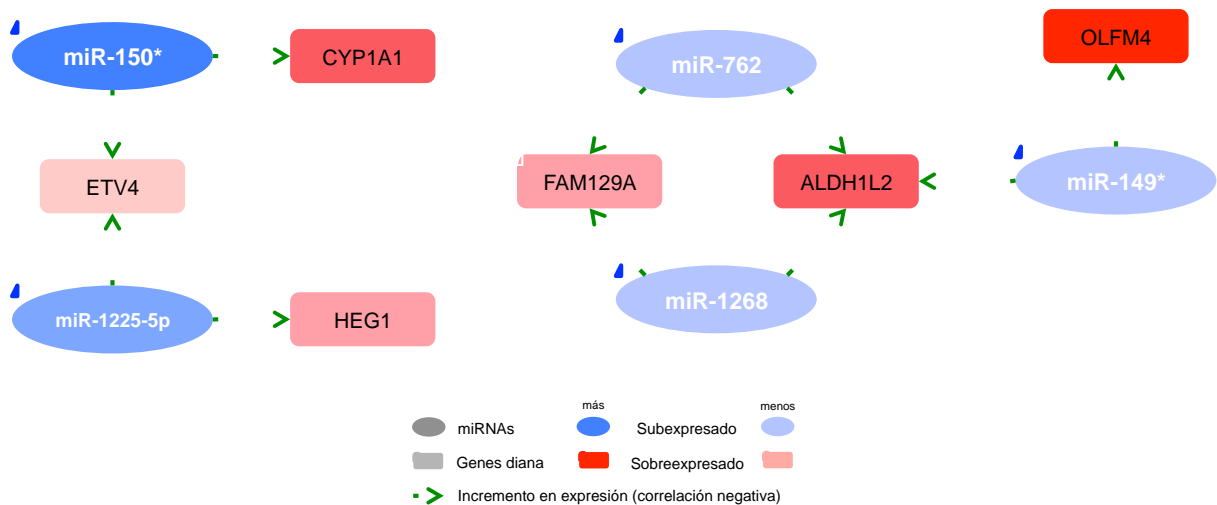 OLFM4
miR-150*
CYP1A1
miR-762
ETV4
FAM129A
ALDH1L2
miR-149*
miR-1225-5p
HEG1
miR-1268
más
menos
miRNAs
Subexpresado
Genes diana
Sobreexpresado
Incremento en expresión (correlación negativa)